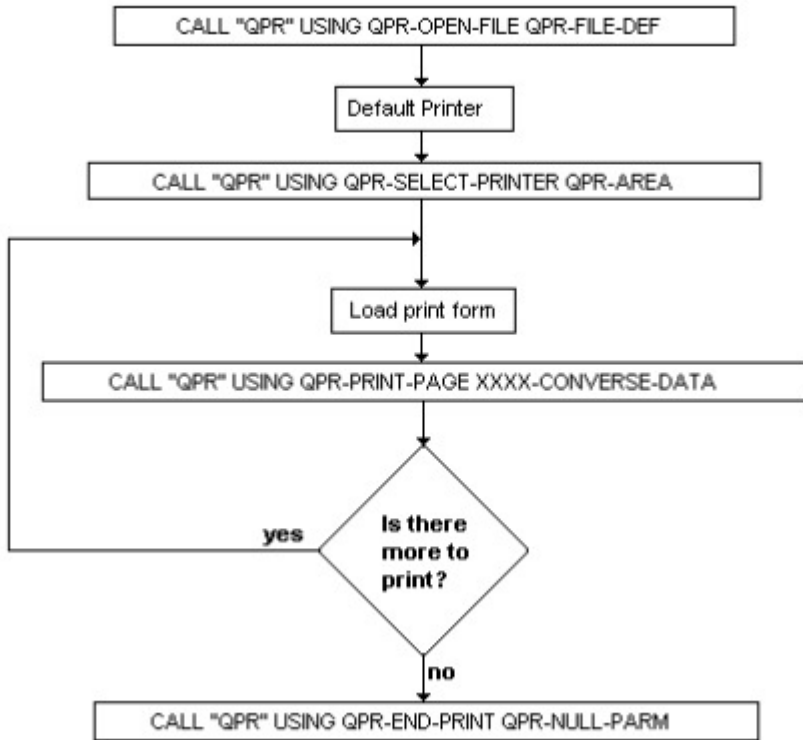 CALL "QPR" USING QPR-OPEN-FILE QPR-FILE-DEF
Default Printer
CALL "QPR" USING QPR-SELECT-PRINTER QPR-AREA
Load print form
CALL "QPR" USING QPR-PRINT-PAGE XXXX-CONVERSE-DATA
Is there
more to
print?
yes
no
CALL "QPR" USING QPR-END-PRINT QPR-NULL-PARM